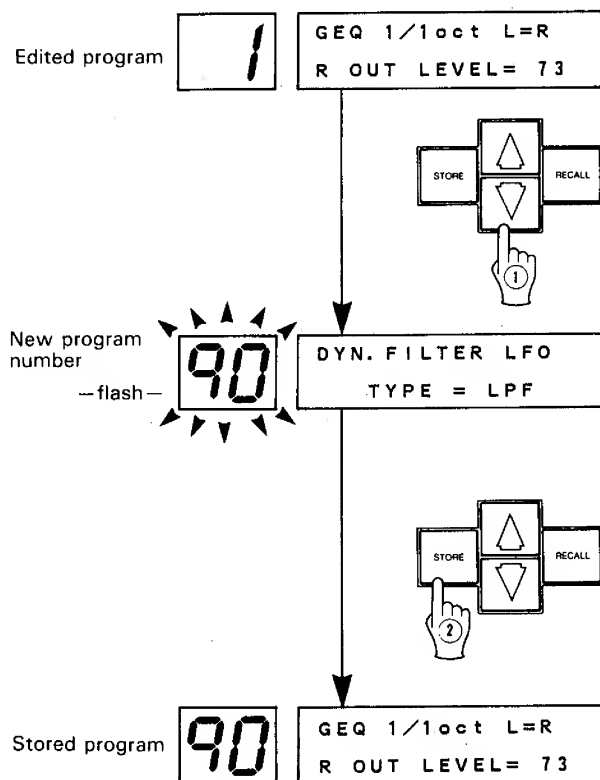 Edited program
1
GEQ 1/1oct L=R
R OUT LEVEL= 73
STORE
RECALL
1
New program
number
—flash—
90
DYN. FILTER LFO
TYPE = LPF
STORE
RECALL
2
Stored program
90
GEQ 1/1oct L=R
R OUT LEVEL= 73